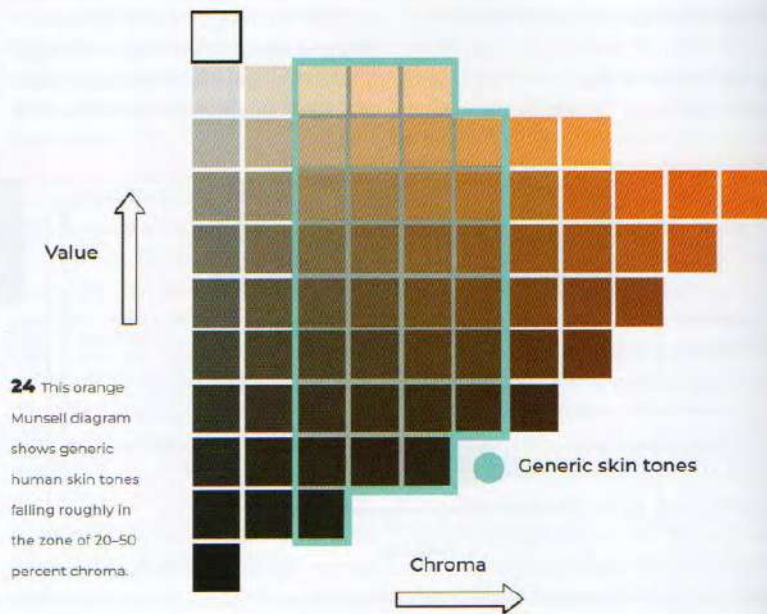 Value
24 This orange
Munsell diagram
shows generic
human skin tones
falling roughly in
the zone of 20–50
percent chroma.
Generic skin tones
Chroma